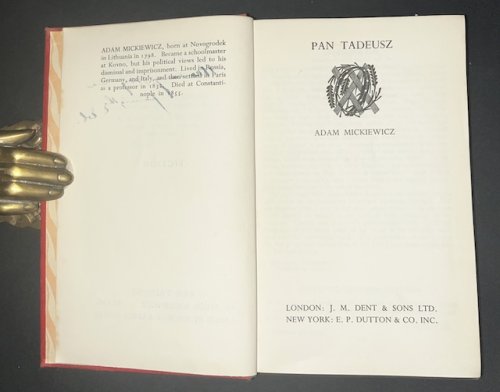 ADAM MICKIEWICZ, born at Novogrodek
in Lithuania in 1798. Became a schoolmaster
at Kovno, but his political views led to his
dismissal and imprisonment. Lived in Russia,
Germany, and Italy, and then settled in Paris
as a professor in 1832. Died at Constanti-
nople in 1855.
PAN TADEUSZ
ADAM MICKIEWICZ
LONDON: J. M. DENT & SONS LTD.
NEW YORK: E. P. DUTTON & CO. INC.